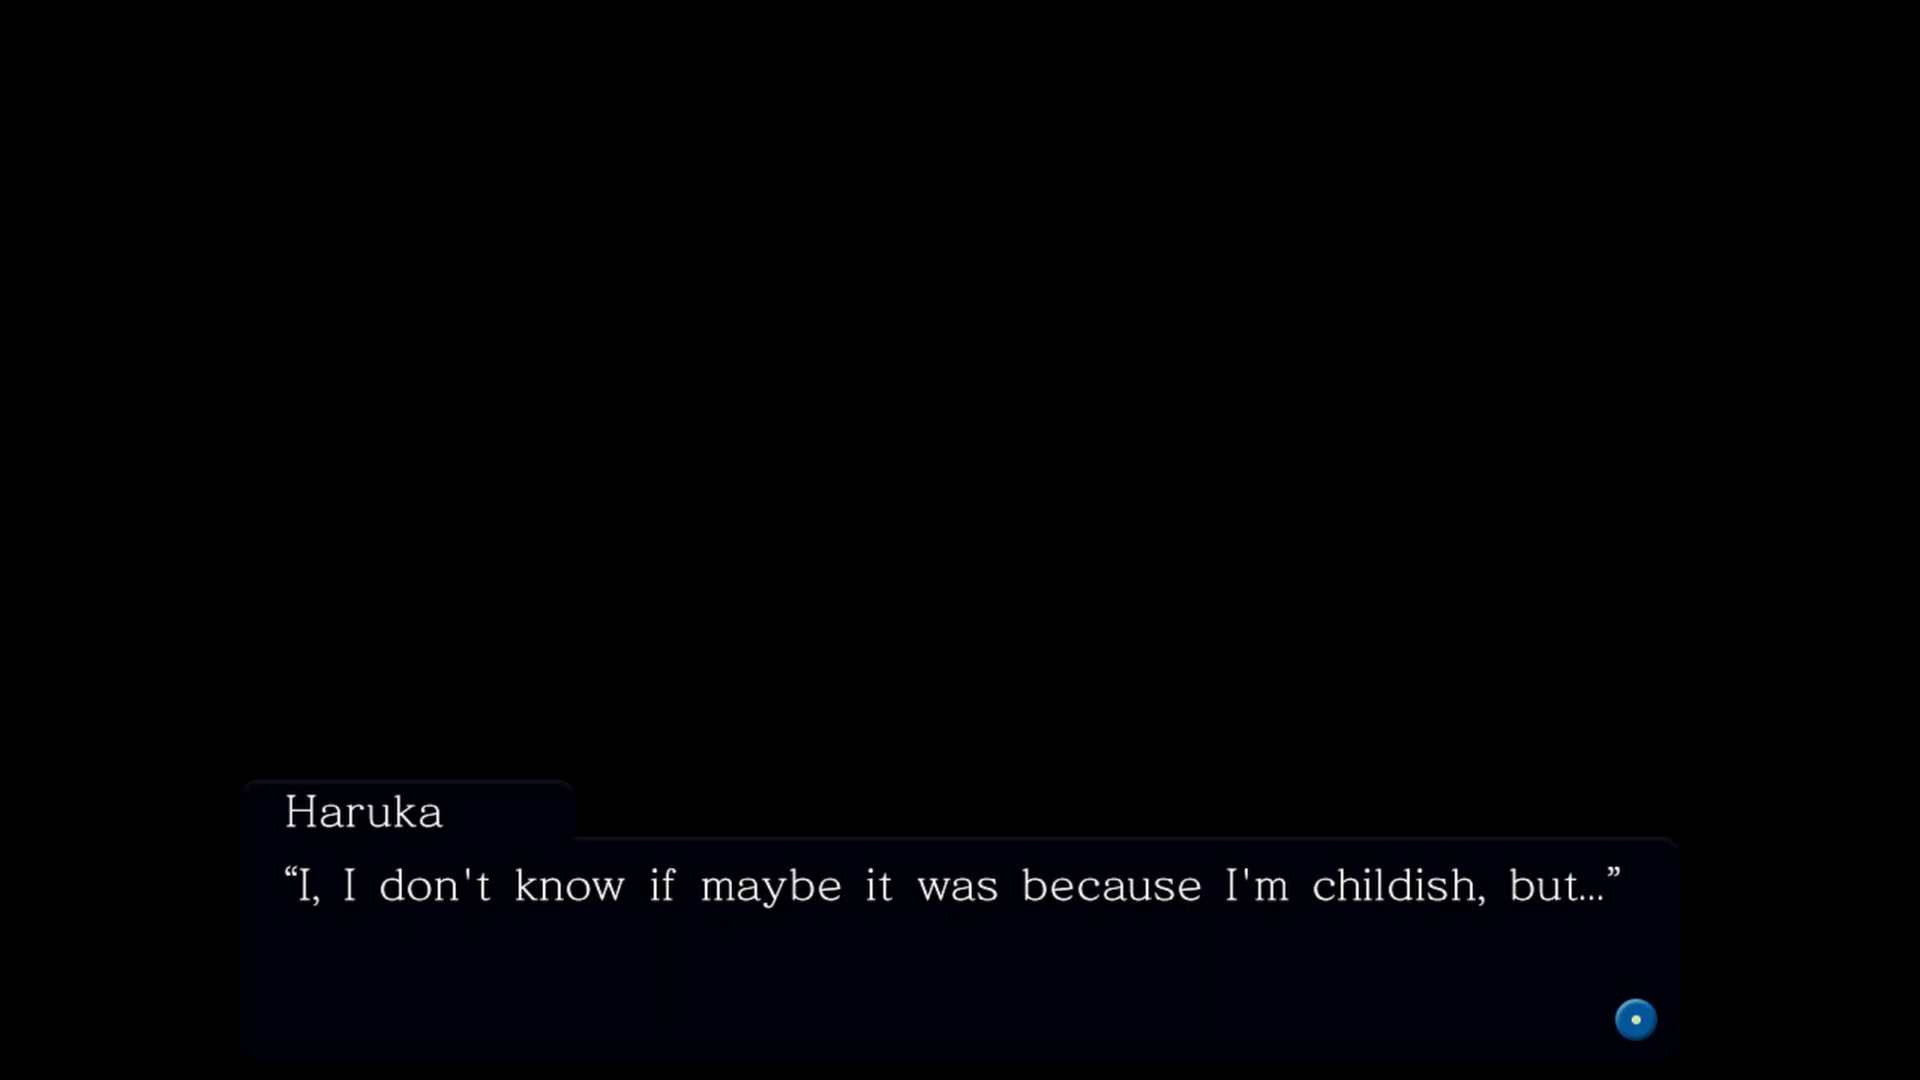 Haruka
“I, I don't know if maybe it was because I'm childish, but...”